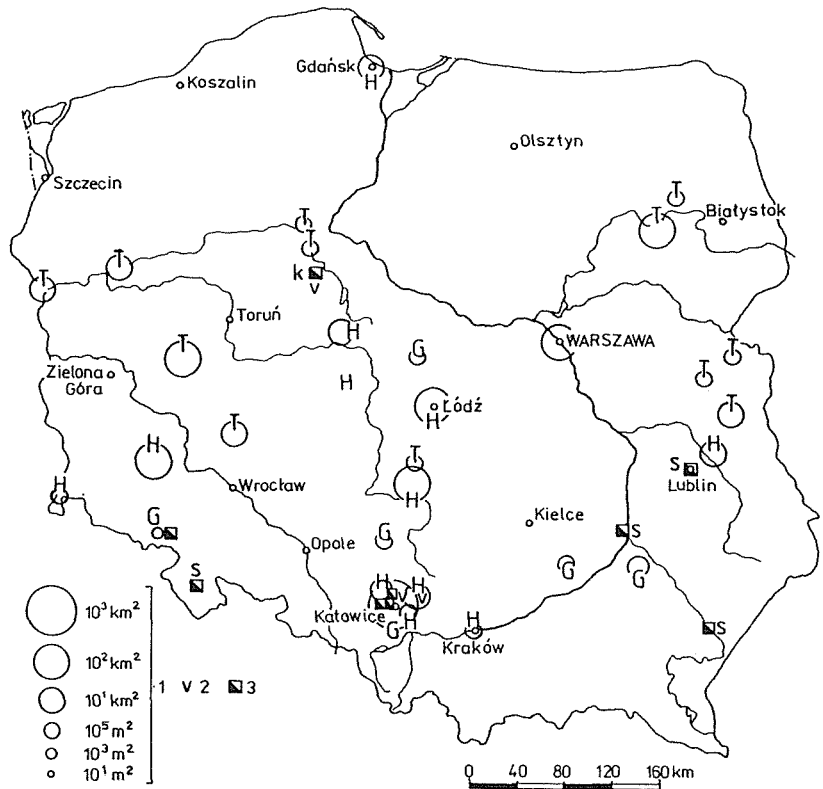 Gdańsk
H
Koszalin
Olsztyn
Szczecin
T
T
Białystok
T
T
T
T
k
v
Toruń
H
WARSZAWA
G
T
T
T
Zielona
Góra
H
Łódź
H
T
T
H
H
T
s
Lublin
H
Wrocław
H
G
Kielce
s
G
Opole
s
G
G
H
H
v
v
Katowice
G
H
H
Kraków
s
10³ km²
10² km²
10¹ km²
10⁵ m²
10³ m²
10¹ m²
1 v 2 3
0 40 80 120 160 km